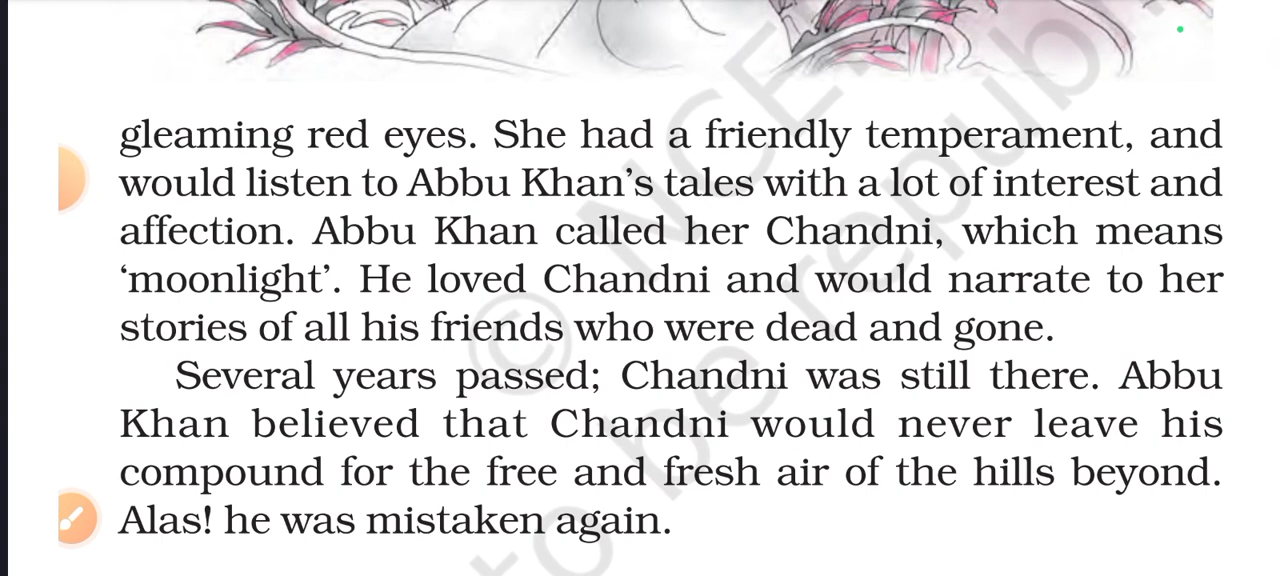 gleaming red eyes. She had a friendly temperament, and
would listen to Abbu Khan’s tales with a lot of interest and
affection. Abbu Khan called her Chandni, which means
‘moonlight’. He loved Chandni and would narrate to her
stories of all his friends who were dead and gone.
Several years passed; Chandni was still there. Abbu
Khan believed that Chandni would never leave his
compound for the free and fresh air of the hills beyond.
Alas! he was mistaken again.
© NCE
to be repub